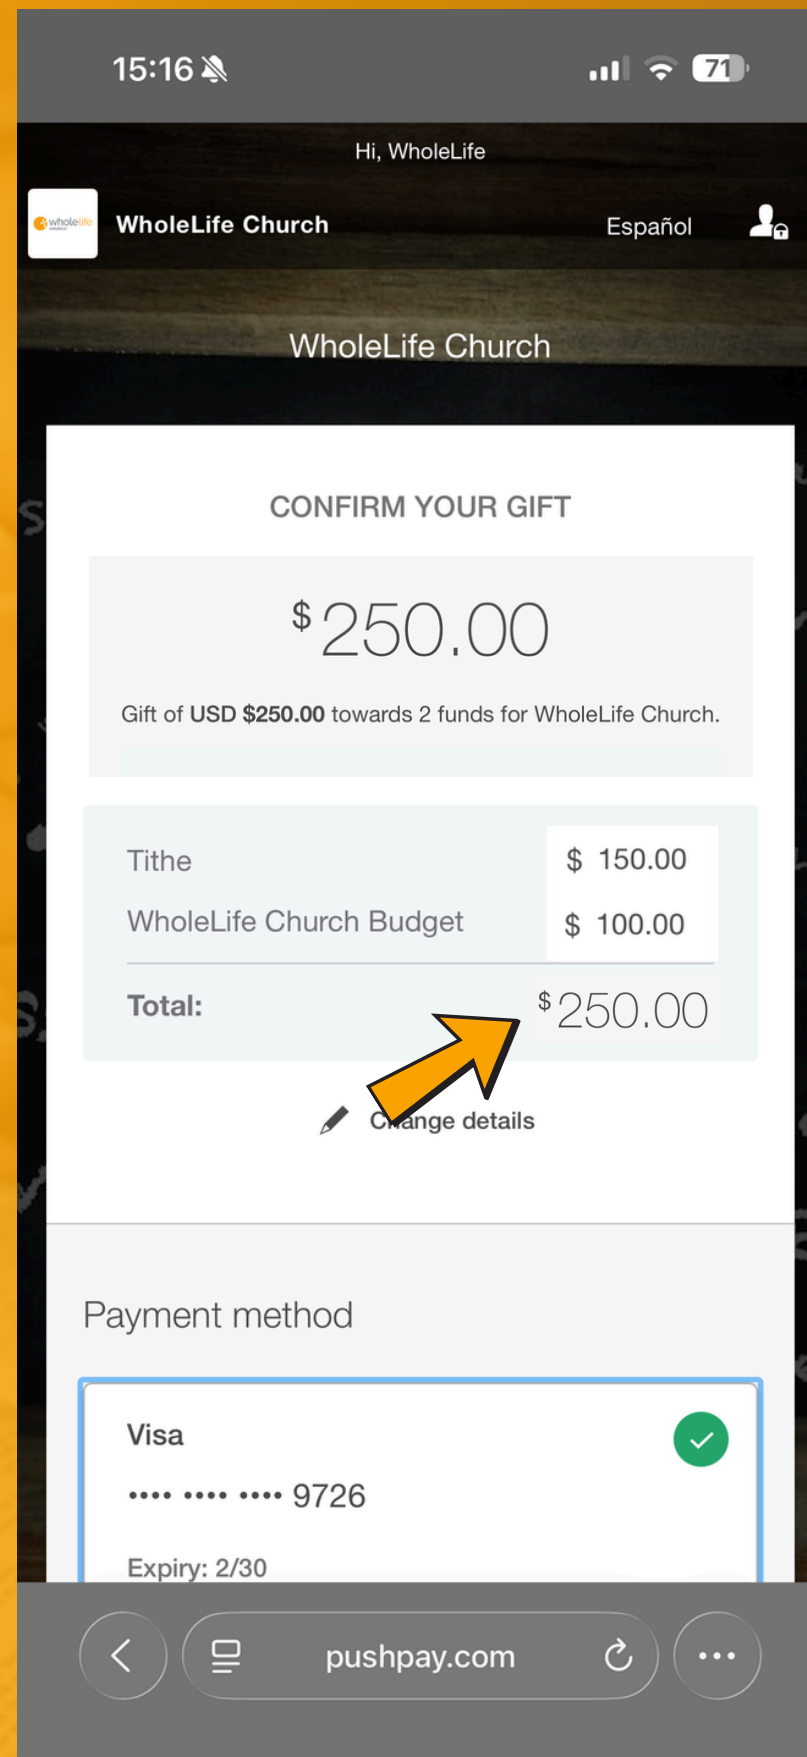 15:16
71
Hi, WholeLife
wholelife
CHURCH
WholeLife Church
Español
WholeLife Church
CONFIRM YOUR GIFT
$250.00
Gift of USD $250.00 towards 2 funds for WholeLife Church.
Tithe $ 150.00
WholeLife Church Budget $ 100.00
Total: $250.00
Change details
Payment method
Visa
•••• •••• •••• 9726
Expiry: 2/30
pushpay.com